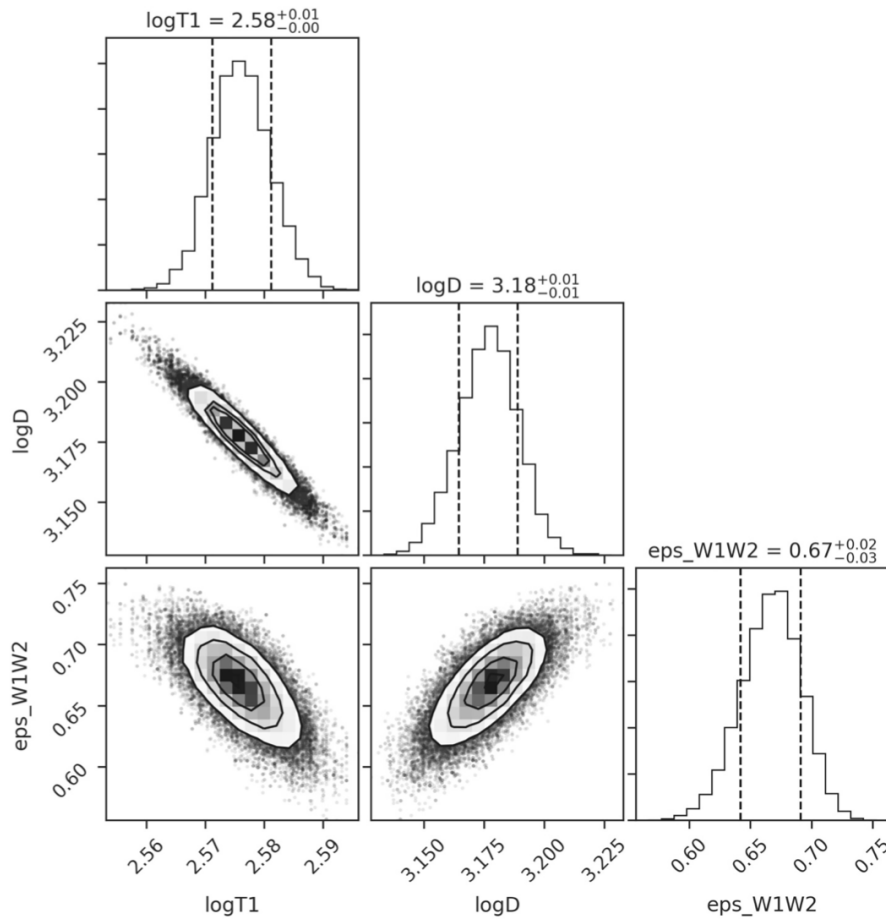 logT1 = 2.58+0.01 −0.00
logD = 3.18+0.01 −0.01
3.225
3.200
3.175
3.150
logD
eps_W1W2 = 0.67+0.02 −0.03
0.75
0.70
0.65
0.60
eps_W1W2
2.56 2.57 2.58 2.59
3.150 3.175 3.200 3.225
0.60 0.65 0.70 0.75
logT1 logD eps_W1W2